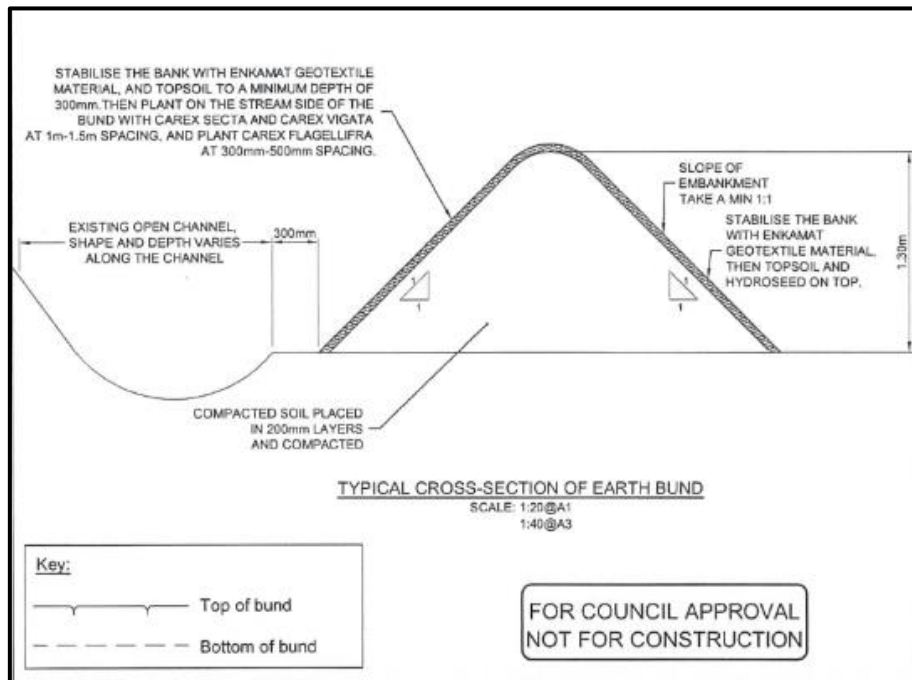 STABILISE THE BANK WITH ENKAMAT GEOTEXTILE
MATERIAL, AND TOPSOIL TO A MINIMUM DEPTH OF
300mm.THEN PLANT ON THE STREAM SIDE OF THE
BUND WITH CAREX SECTA AND CAREX VIGATA
AT 1m-1.5m SPACING, AND PLANT CAREX FLAGELLIFRA
AT 300mm-500mm SPACING.
SLOPE OF
EMBANKMENT
TAKE A MIN 1:1
EXISTING OPEN CHANNEL,
SHAPE AND DEPTH VARIES
ALONG THE CHANNEL
300mm
STABILISE THE BANK
WITH ENKAMAT
GEOTEXTILE MATERIAL,
THEN TOPSOIL AND
HYDROSEED ON TOP.
1.30m
1
1
1
1
COMPACTED SOIL PLACED
IN 200mm LAYERS
AND COMPACTED
TYPICAL CROSS-SECTION OF EARTH BUND
SCALE: 1:20@A1
1:40@A3
Key:
Top of bund
Bottom of bund
FOR COUNCIL APPROVAL
NOT FOR CONSTRUCTION